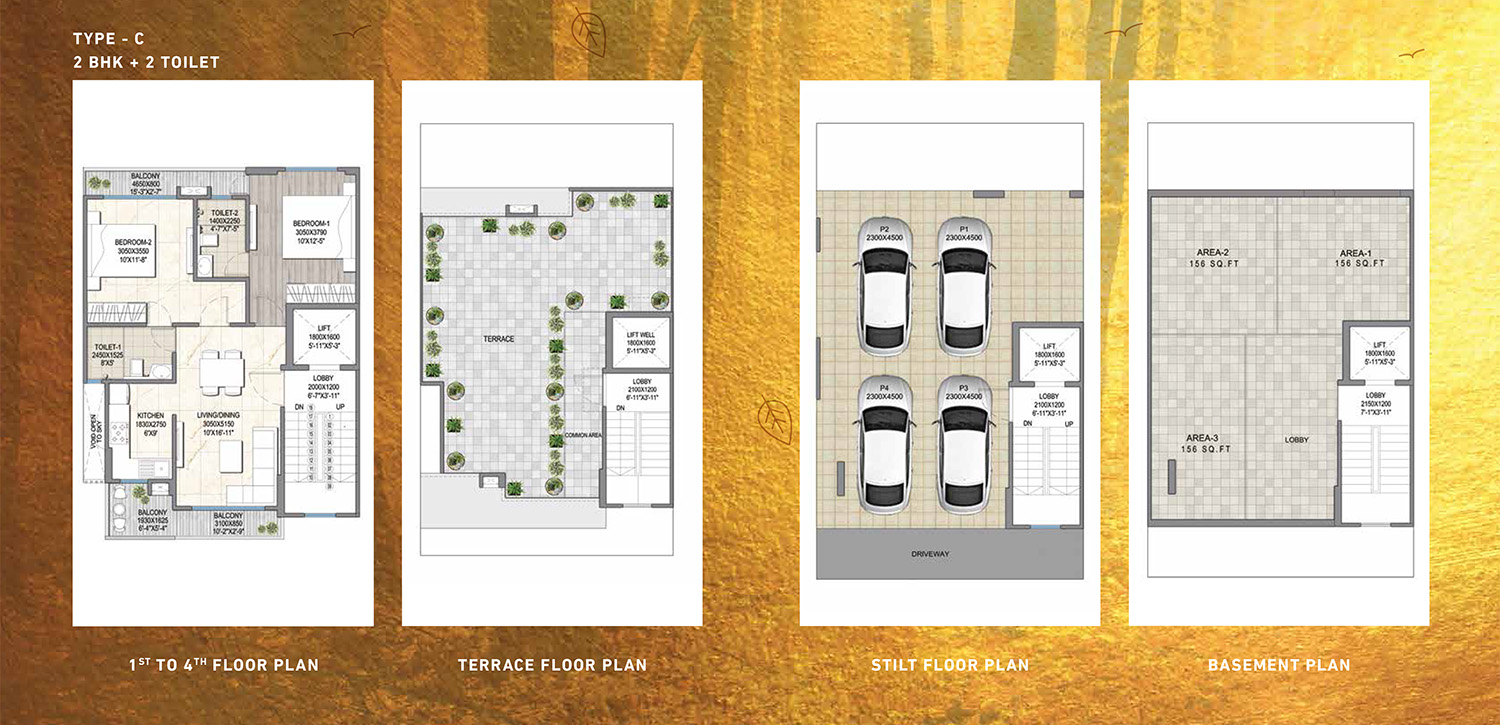 TYPE - C
2 BHK + 2 TOILET
BALCONY
4650X800
15'-3"X2'-7"
TOILET-2
1400X2250
4'-7"X7'-5"
BEDROOM-1
3050X3790
10'X12'-5"
BEDROOM-2
3050X3550
10'X11'-8"
LIFT
1800X1600
5'-11"X5'-3"
TOILET-1
2450X1525
8'X5'
LOBBY
2000X1200
6'-7"X3'-11"
DN UP
VOID OPEN
TO SKY
KITCHEN
1830X2750
6'X9'
LIVING/DINING
3050X5150
10'X16'-11"
BALCONY
1930X1625
6'-4"X5'-4"
BALCONY
3100X850
10'-2"X2'-9"
1ST TO 4TH FLOOR PLAN
TERRACE
LIFT WELL
1800X1600
5'-11"X5'-3"
LOBBY
2100X1200
6'-11"X3'-11"
DN
COMMON AREA
TERRACE FLOOR PLAN
P2
2300X4500
P1
2300X4500
LIFT
1800X1600
5'-11"X5'-3"
P4
2300X4500
P3
2300X4500
LOBBY
2100X1200
6'-11"X3'-11"
DN UP
DRIVEWAY
STILT FLOOR PLAN
AREA-2
156 SQ.FT
AREA-1
156 SQ.FT
LIFT
1800X1600
5'-11"X5'-3"
LOBBY
2150X1200
7'-1"X3'-11"
UP
AREA-3
156 SQ.FT
LOBBY
BASEMENT PLAN